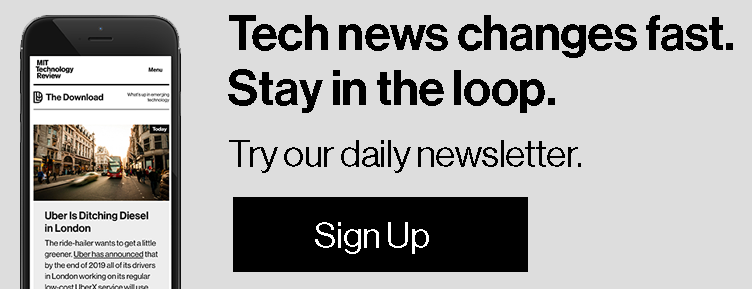 MIT
Technology
Review
Menu
The Download
What's up in emerging
technology
Today
Uber Is Ditching Diesel
in London
The ride-hailer wants to get a little
greener. Uber has announced that
by the end of 2019 all of its drivers
in London working on its regular
low-cost UberX service will use
Tech news changes fast.
Stay in the loop.
Try our daily newsletter.
Sign Up